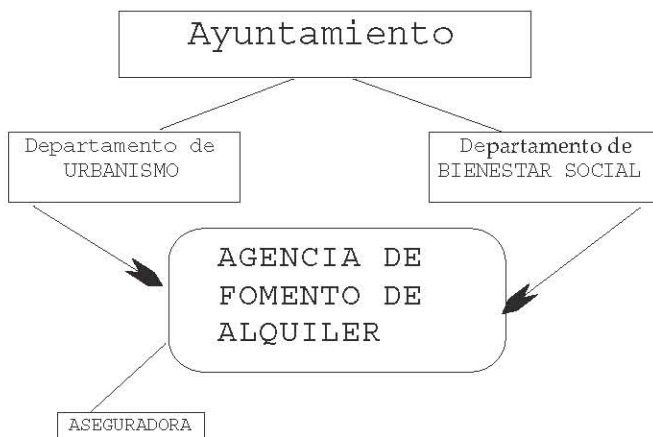 Ayuntamiento
Departamento de
URBANISMO
Departamento de
BIENESTAR SOCIAL
AGENCIA DE
FOMENTO DE
ALQUILER
ASEGURADORA